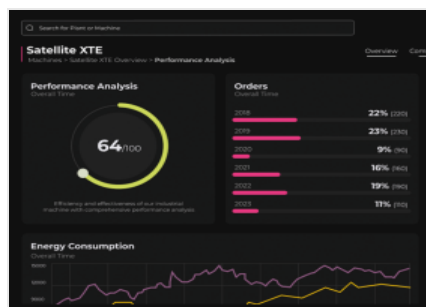 Search for Plant or Machine
Satellite XTE
Machines > Satellite XTE Overview > Performance Analysis
Overview
Performance Analysis
Overall Time
64/100
Efficiency and effectiveness of our industrial
machine with comprehensive performance analysis
Orders
Overall Time
2018 22% (220)
2019 23% (230)
2020 9% (90)
2021 16% (160)
2022 19% (190)
2023 11% (110)
Energy Consumption
Overall Time